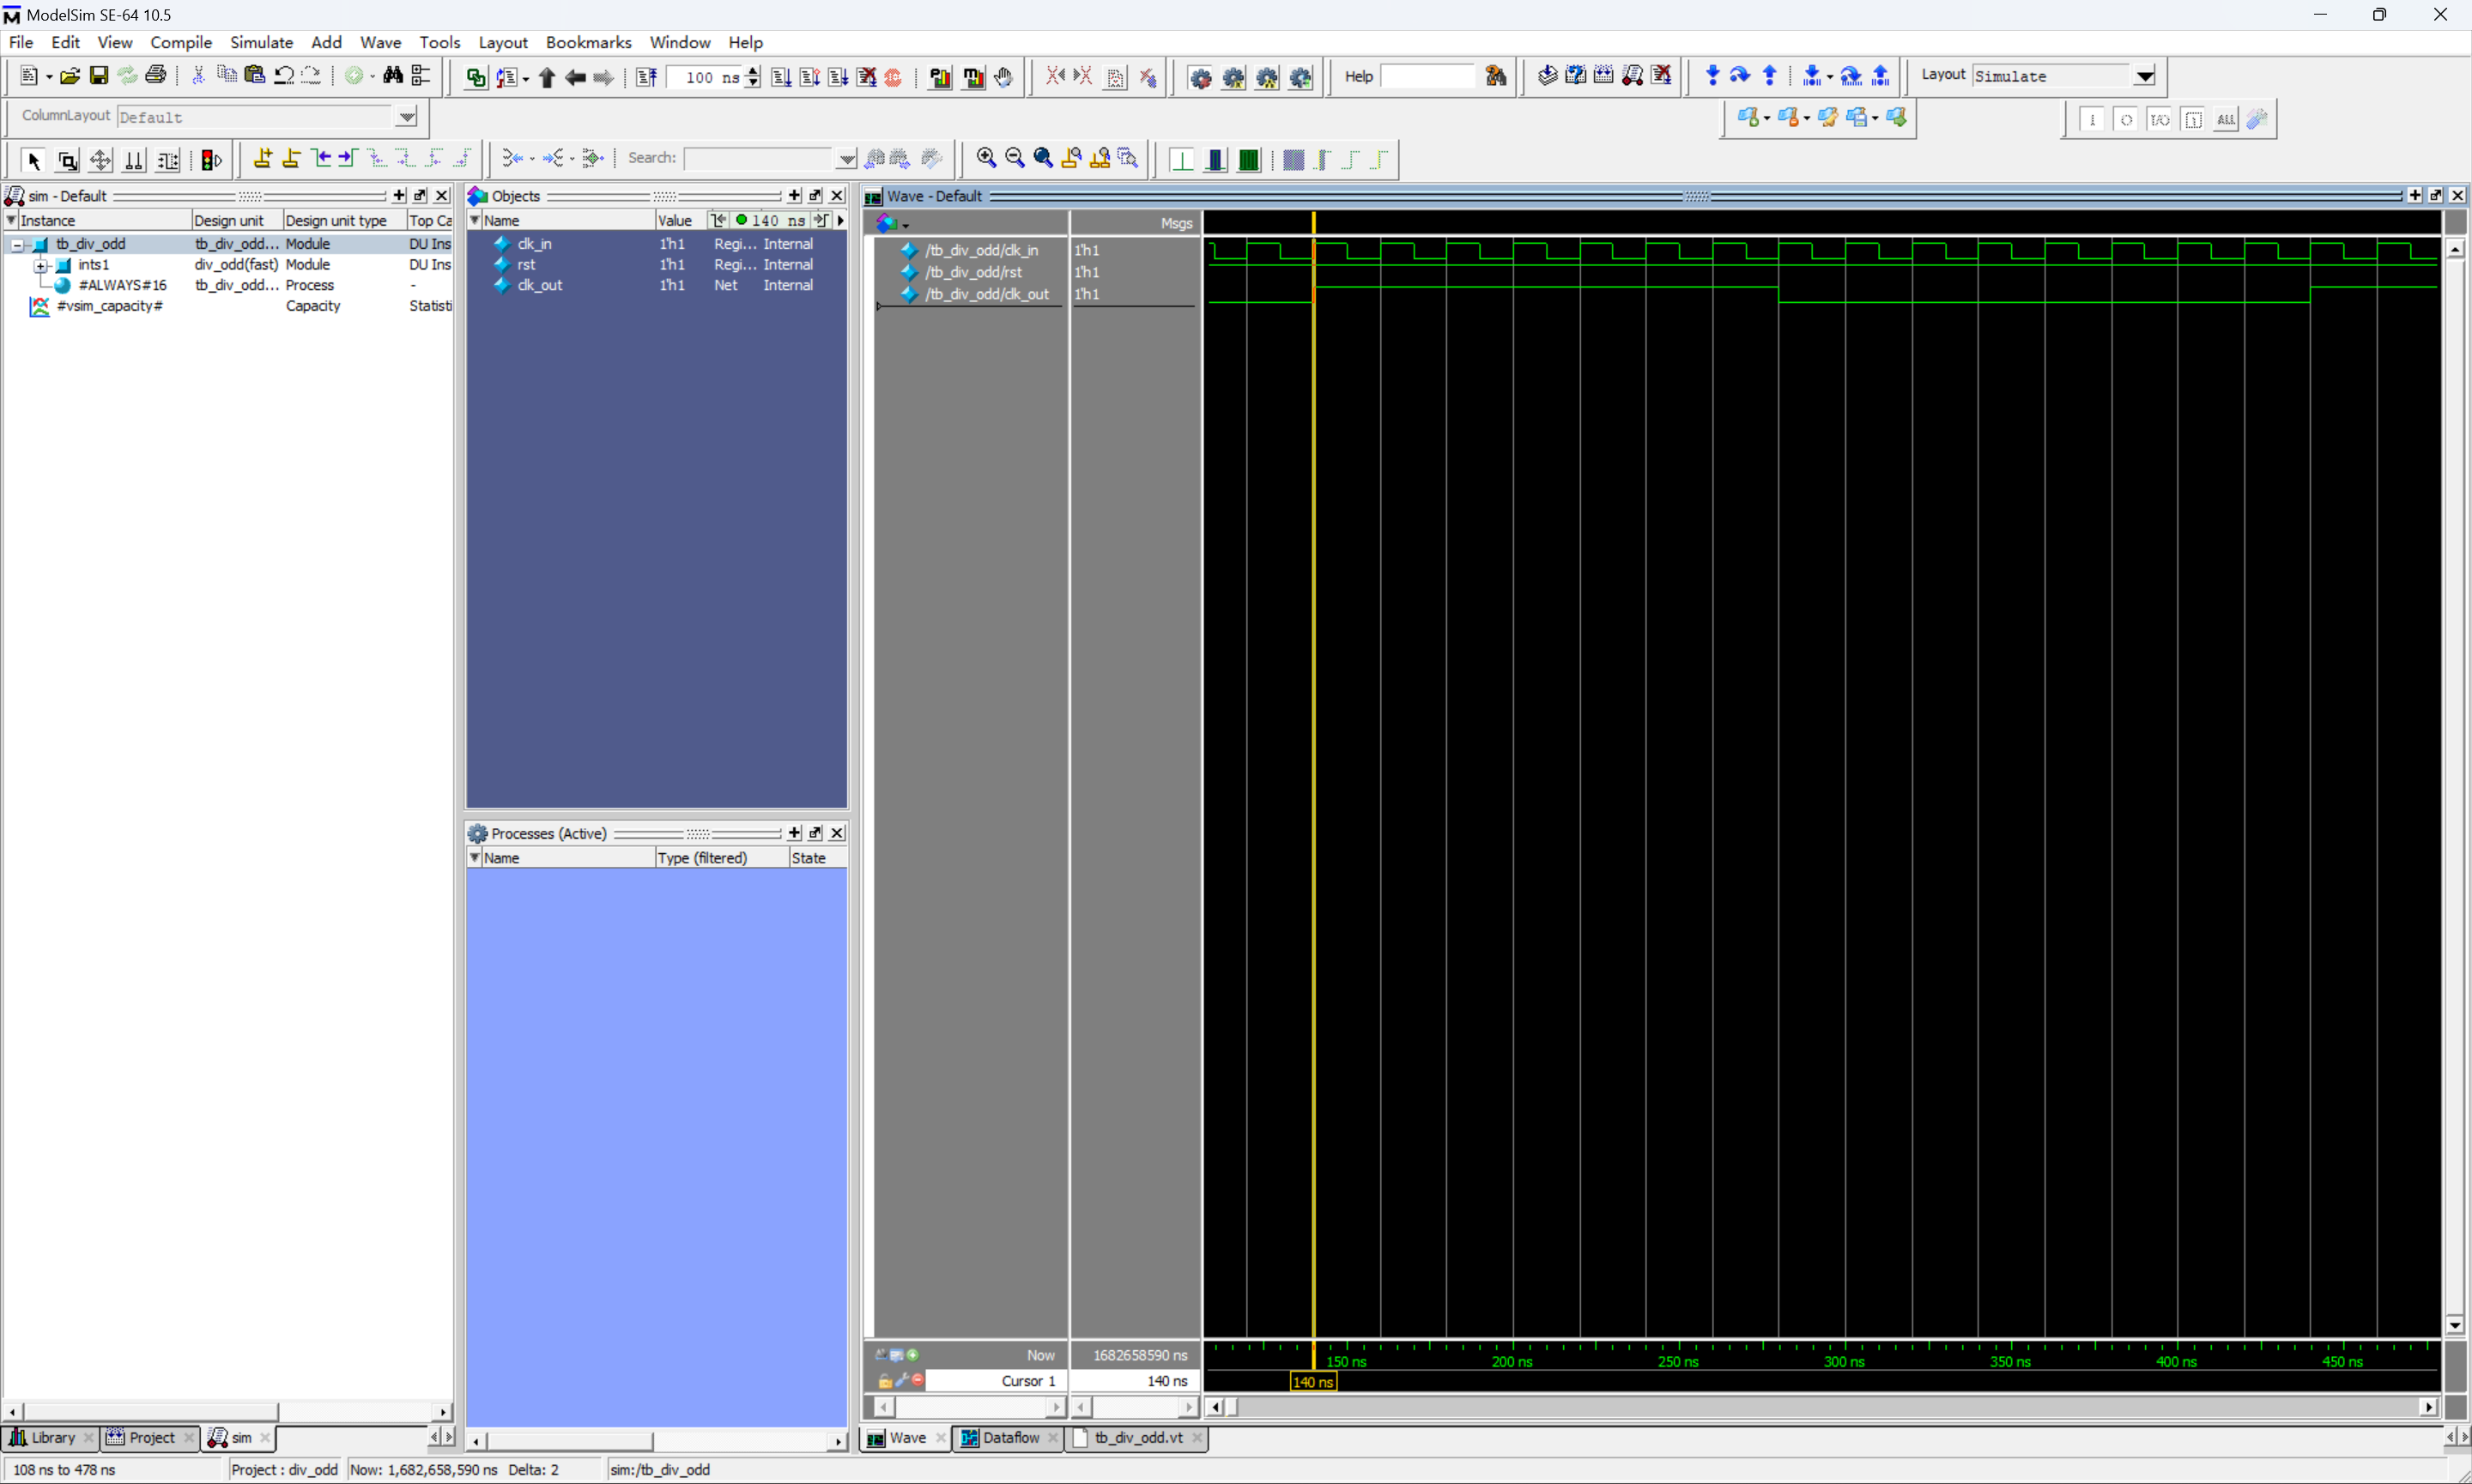 ModelSim SE-64 10.5
File Edit View Compile Simulate Add Wave Tools Layout Bookmarks Window Help
100 ns
Help
Layout Simulate
ColumnLayout Default
Search:
sim - Default
Instance Design unit Design unit type Top Ca
tb_div_odd tb_div_odd... Module DU Ins
ints1 div_odd(fast) Module DU Ins
#ALWAYS#16 tb_div_odd... Process -
#vsim_capacity# Capacity Statisti
Objects
Name Value 140 ns
clk_in 1'h1 Regi... Internal
rst 1'h1 Regi... Internal
clk_out 1'h1 Net Internal
Processes (Active)
Name Type (filtered) State
Wave - Default
Msgs
/tb_div_odd/clk_in 1'h1
/tb_div_odd/rst 1'h1
/tb_div_odd/clk_out 1'h1
Now 1682658590 ns
Cursor 1 140 ns
150 ns 200 ns 250 ns 300 ns 350 ns 400 ns 450 ns
140 ns
Library Project sim
Wave Dataflow tb_div_odd.vt
108 ns to 478 ns Project : div_odd Now: 1,682,658,590 ns Delta: 2 sim:/tb_div_odd